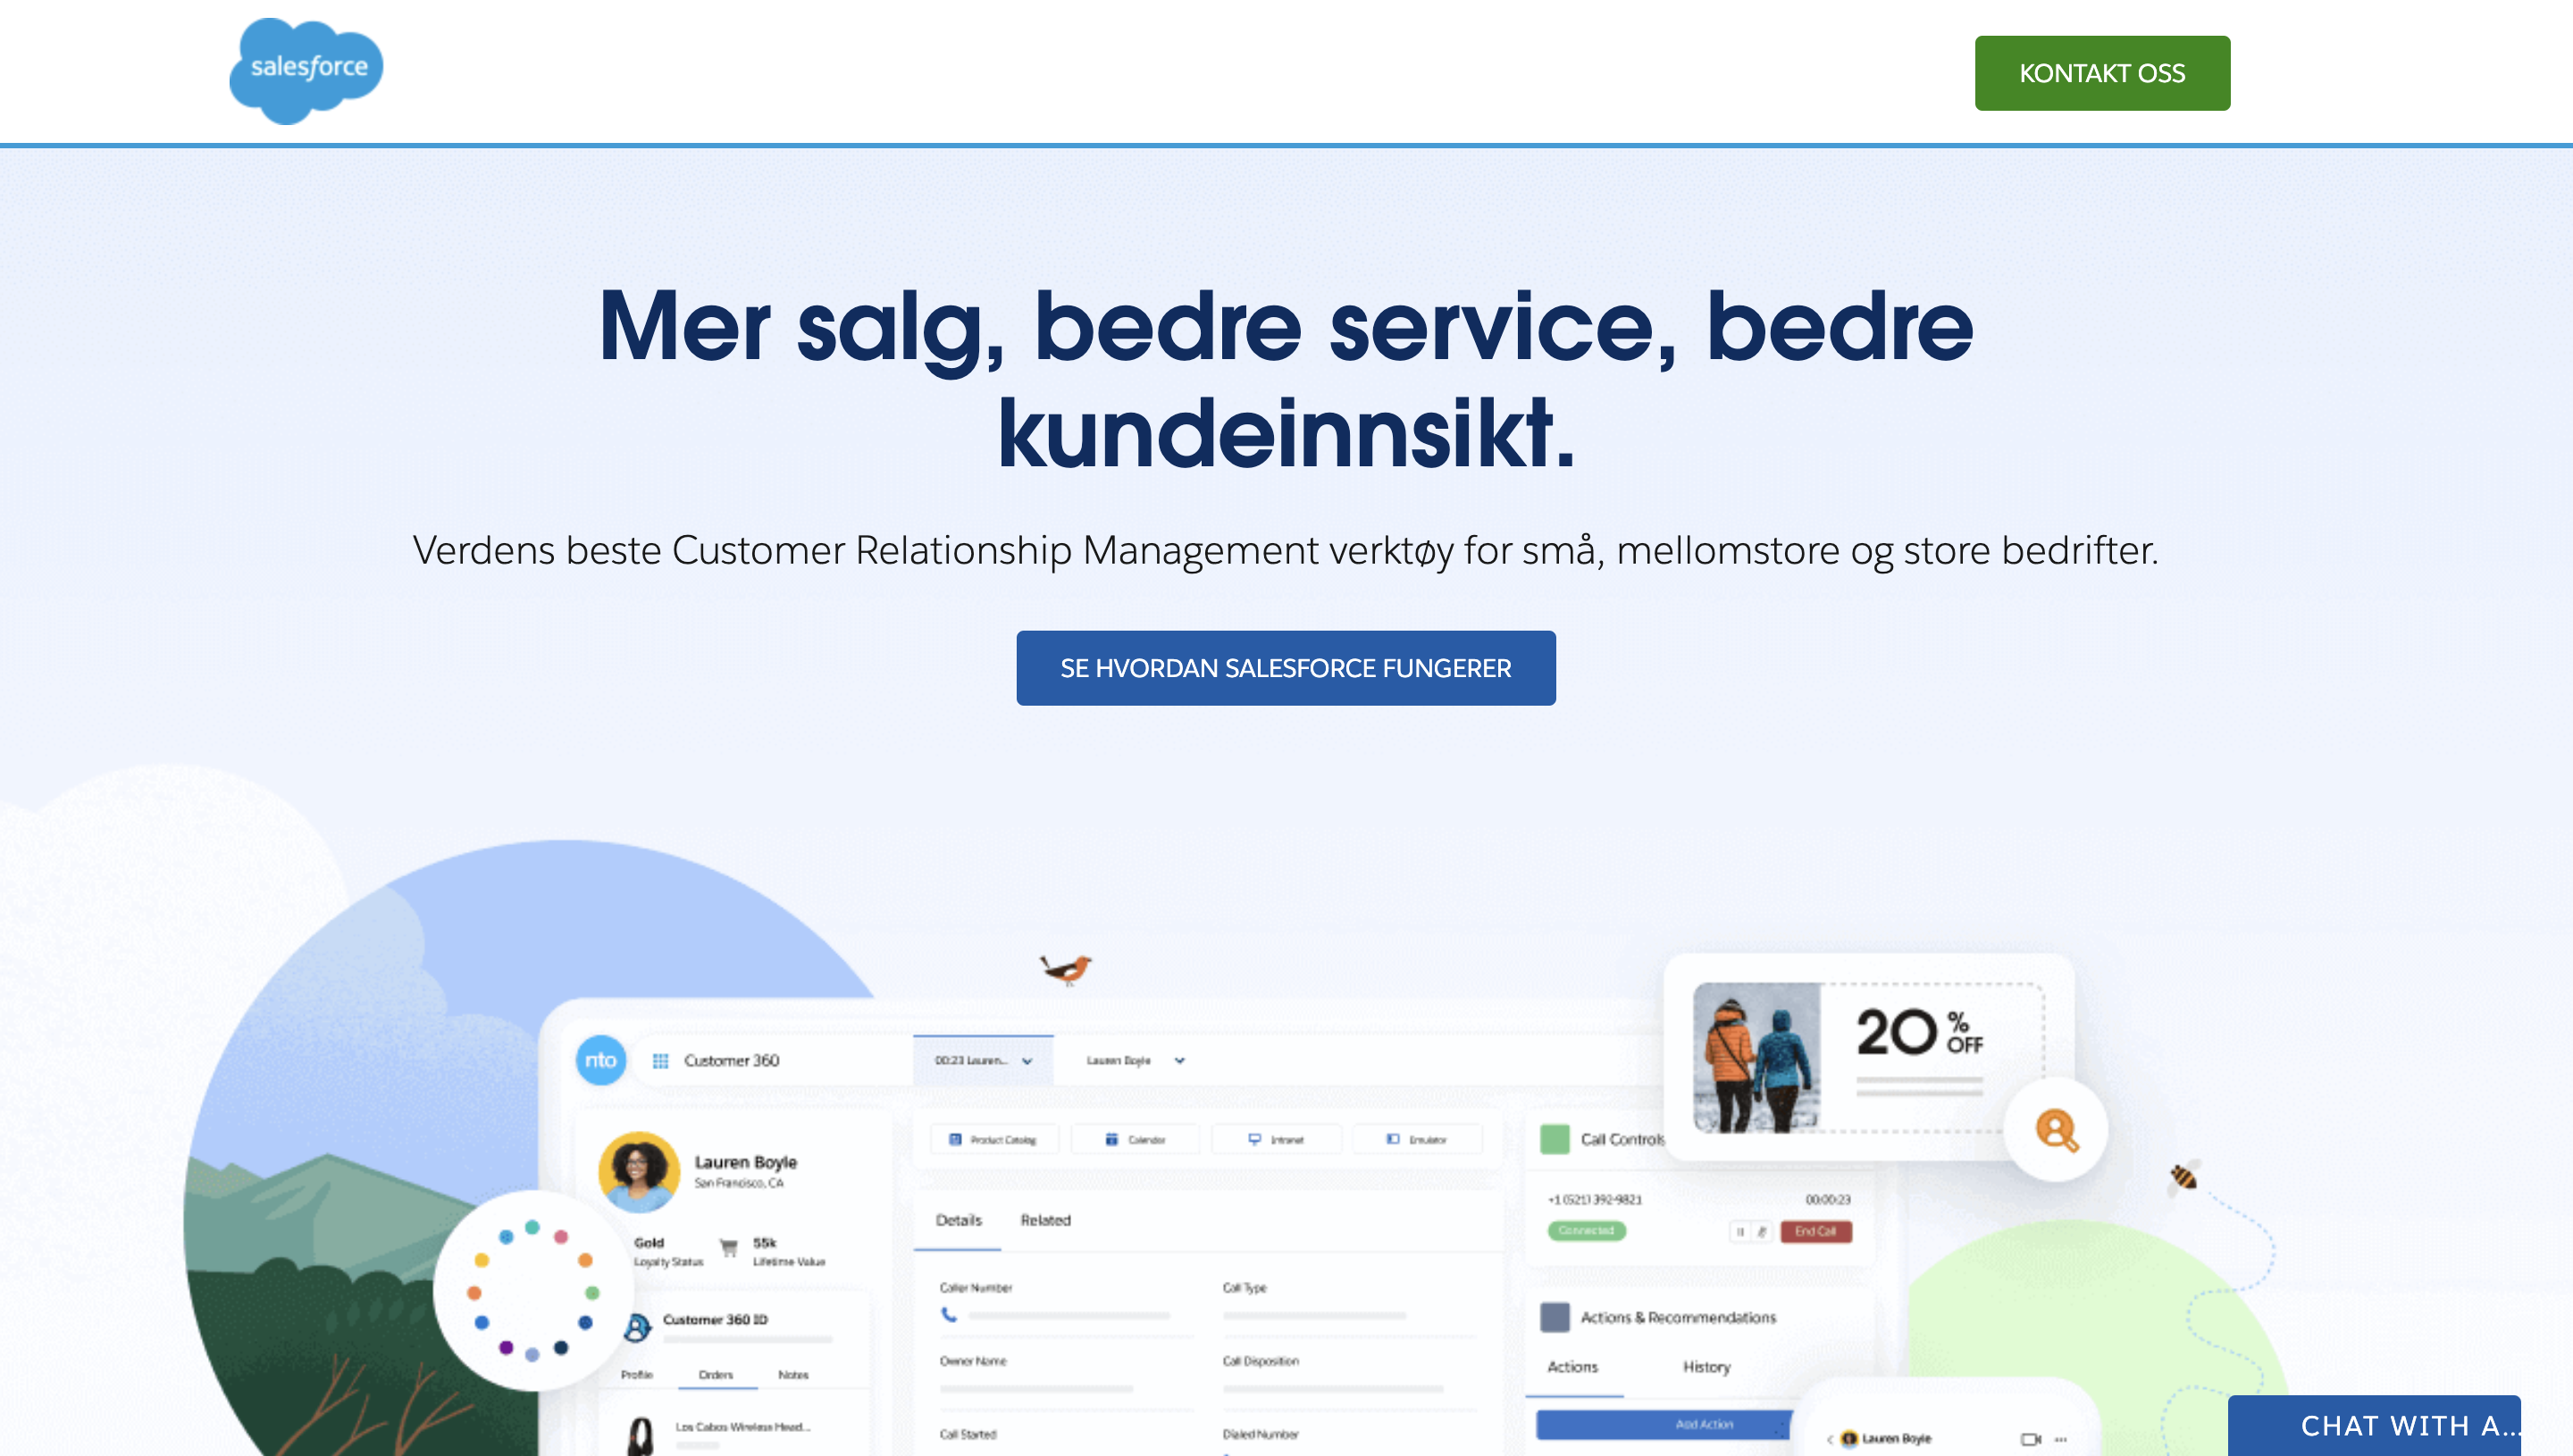 salesforce
KONTAKT OSS
Mer salg, bedre service, bedre
kundeinnsikt.
Verdens beste Customer Relationship Management verktøy for små, mellomstore og store bedrifter.
SE HVORDAN SALESFORCE FUNGERER
20 % OFF
nto
Customer 360
00:23 Lauren...
Lauren Boyle
Product Catalog
Calendar
Intranet
Emulator
Call Controls
Lauren Boyle
San Francisco, CA
+1 (521) 392-9821
00:00:23
Details
Related
Connected
End Call
Gold
55k
Loyalty Status
Lifetime Value
Caller Number
Call Type
Customer 360 ID
Actions & Recommendations
Owner Name
Call Disposition
Actions
History
Profile
Orders
Notes
Los Cabos Wireless Head...
Add Action
Call Started
Dialed Number
Lauren Boyle
CHAT WITH A...